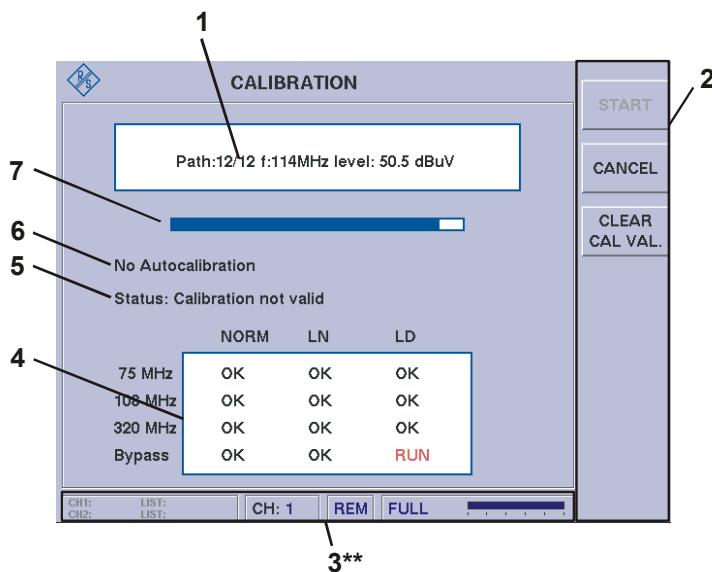 1
2
R/S
CALIBRATION
START
Path:12/12 f:114MHz level: 50.5 dBuV
CANCEL
7
CLEAR
CAL VAL.
6
No Autocalibration
5
Status: Calibration not valid
NORM LN LD
4
75 MHz OK OK OK
108 MHz OK OK OK
320 MHz OK OK OK
Bypass OK OK RUN
CH1: LIST:
CH2: LIST:
CH: 1
REM
FULL
3**